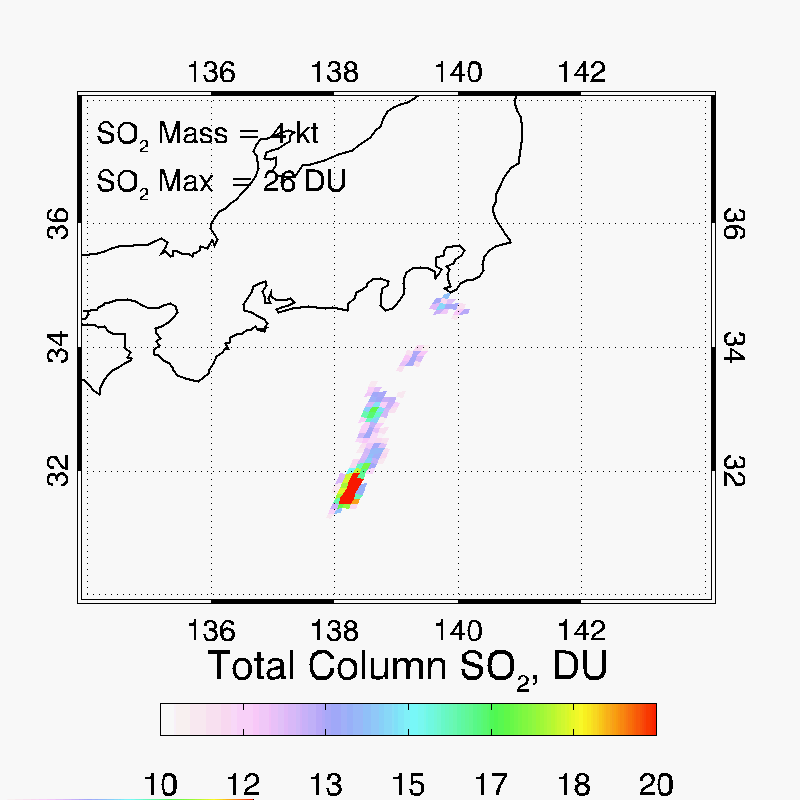 136 138 140 142
SO₂ Mass = 4 kt
SO₂ Max = 26 DU
36 36
34 34
32 32
136 138 140 142
Total Column SO₂, DU
10 12 13 15 17 18 20